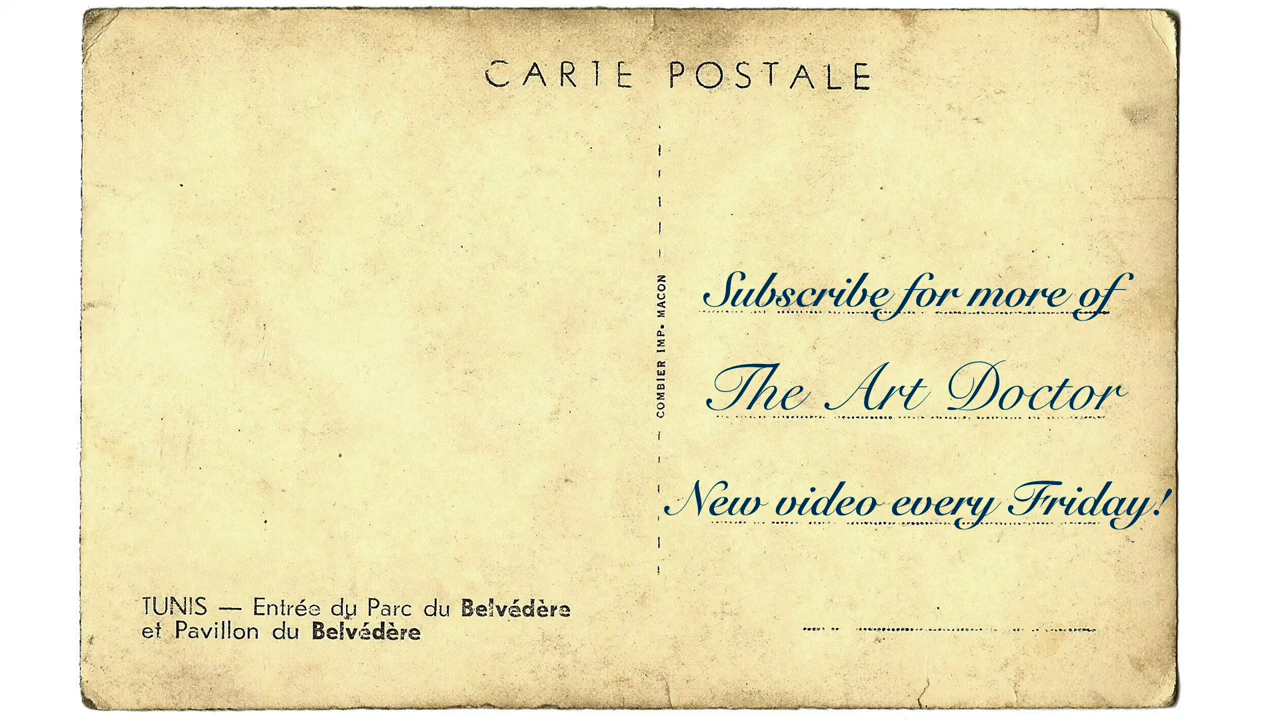 CARTE POSTALE
COMBIER IMP. MACON
Subscribe for more of
The Art Doctor
New video every Friday!
TUNIS — Entrée du Parc du Belvédère
et Pavillon du Belvédère